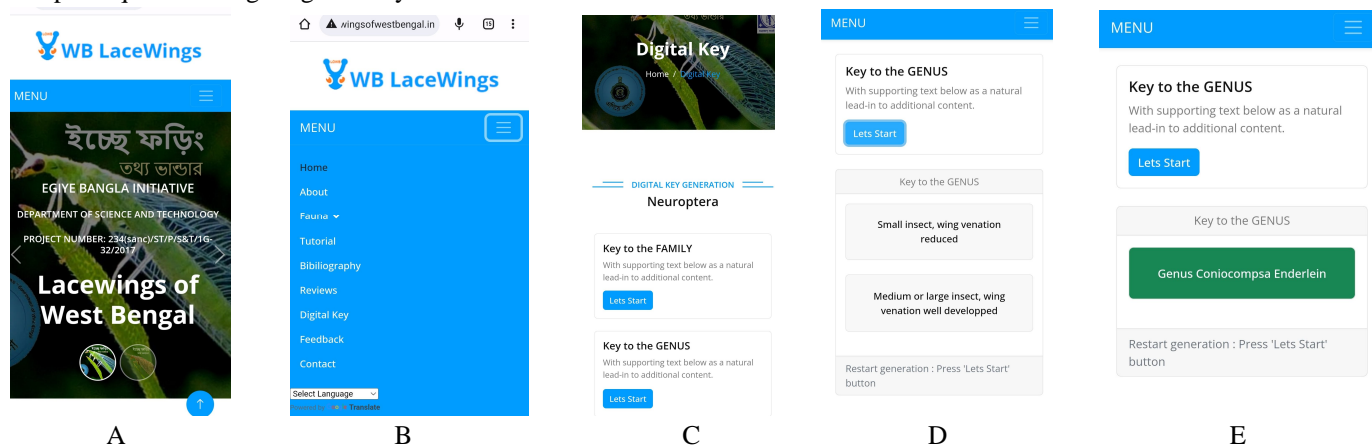 WB LaceWings
MENU
ইচ্ছে ফড়িং
তথ্য ভান্ডার
EGIYE BANGLA INITIATIVE
DEPARTMENT OF SCIENCE AND TECHNOLOGY
PROJECT NUMBER: 234(sanc)/ST/P/S&T/1G-
32/2017
Lacewings of
West Bengal
A
wingsofwestbengal.in
15
WB LaceWings
MENU
Home
About
Fauna
Tutorial
Bibiliography
Reviews
Digital Key
Feedback
Contact
Select Language
Translate
B
Digital Key
Home / Digital Key
DIGITAL KEY GENERATION
Neuroptera
Key to the FAMILY
With supporting text below as a natural
lead-in to additional content.
Lets Start
Key to the GENUS
With supporting text below as a natural
lead-in to additional content.
Lets Start
C
MENU
Key to the GENUS
With supporting text below as a natural
lead-in to additional content.
Lets Start
Key to the GENUS
Small insect, wing venation
reduced
Medium or large insect, wing
venation well developped
Restart generation : Press 'Lets Start'
button
D
MENU
Key to the GENUS
With supporting text below as a natural
lead-in to additional content.
Lets Start
Key to the GENUS
Genus Coniocompsa Enderlein
Restart generation : Press 'Lets Start'
button
E